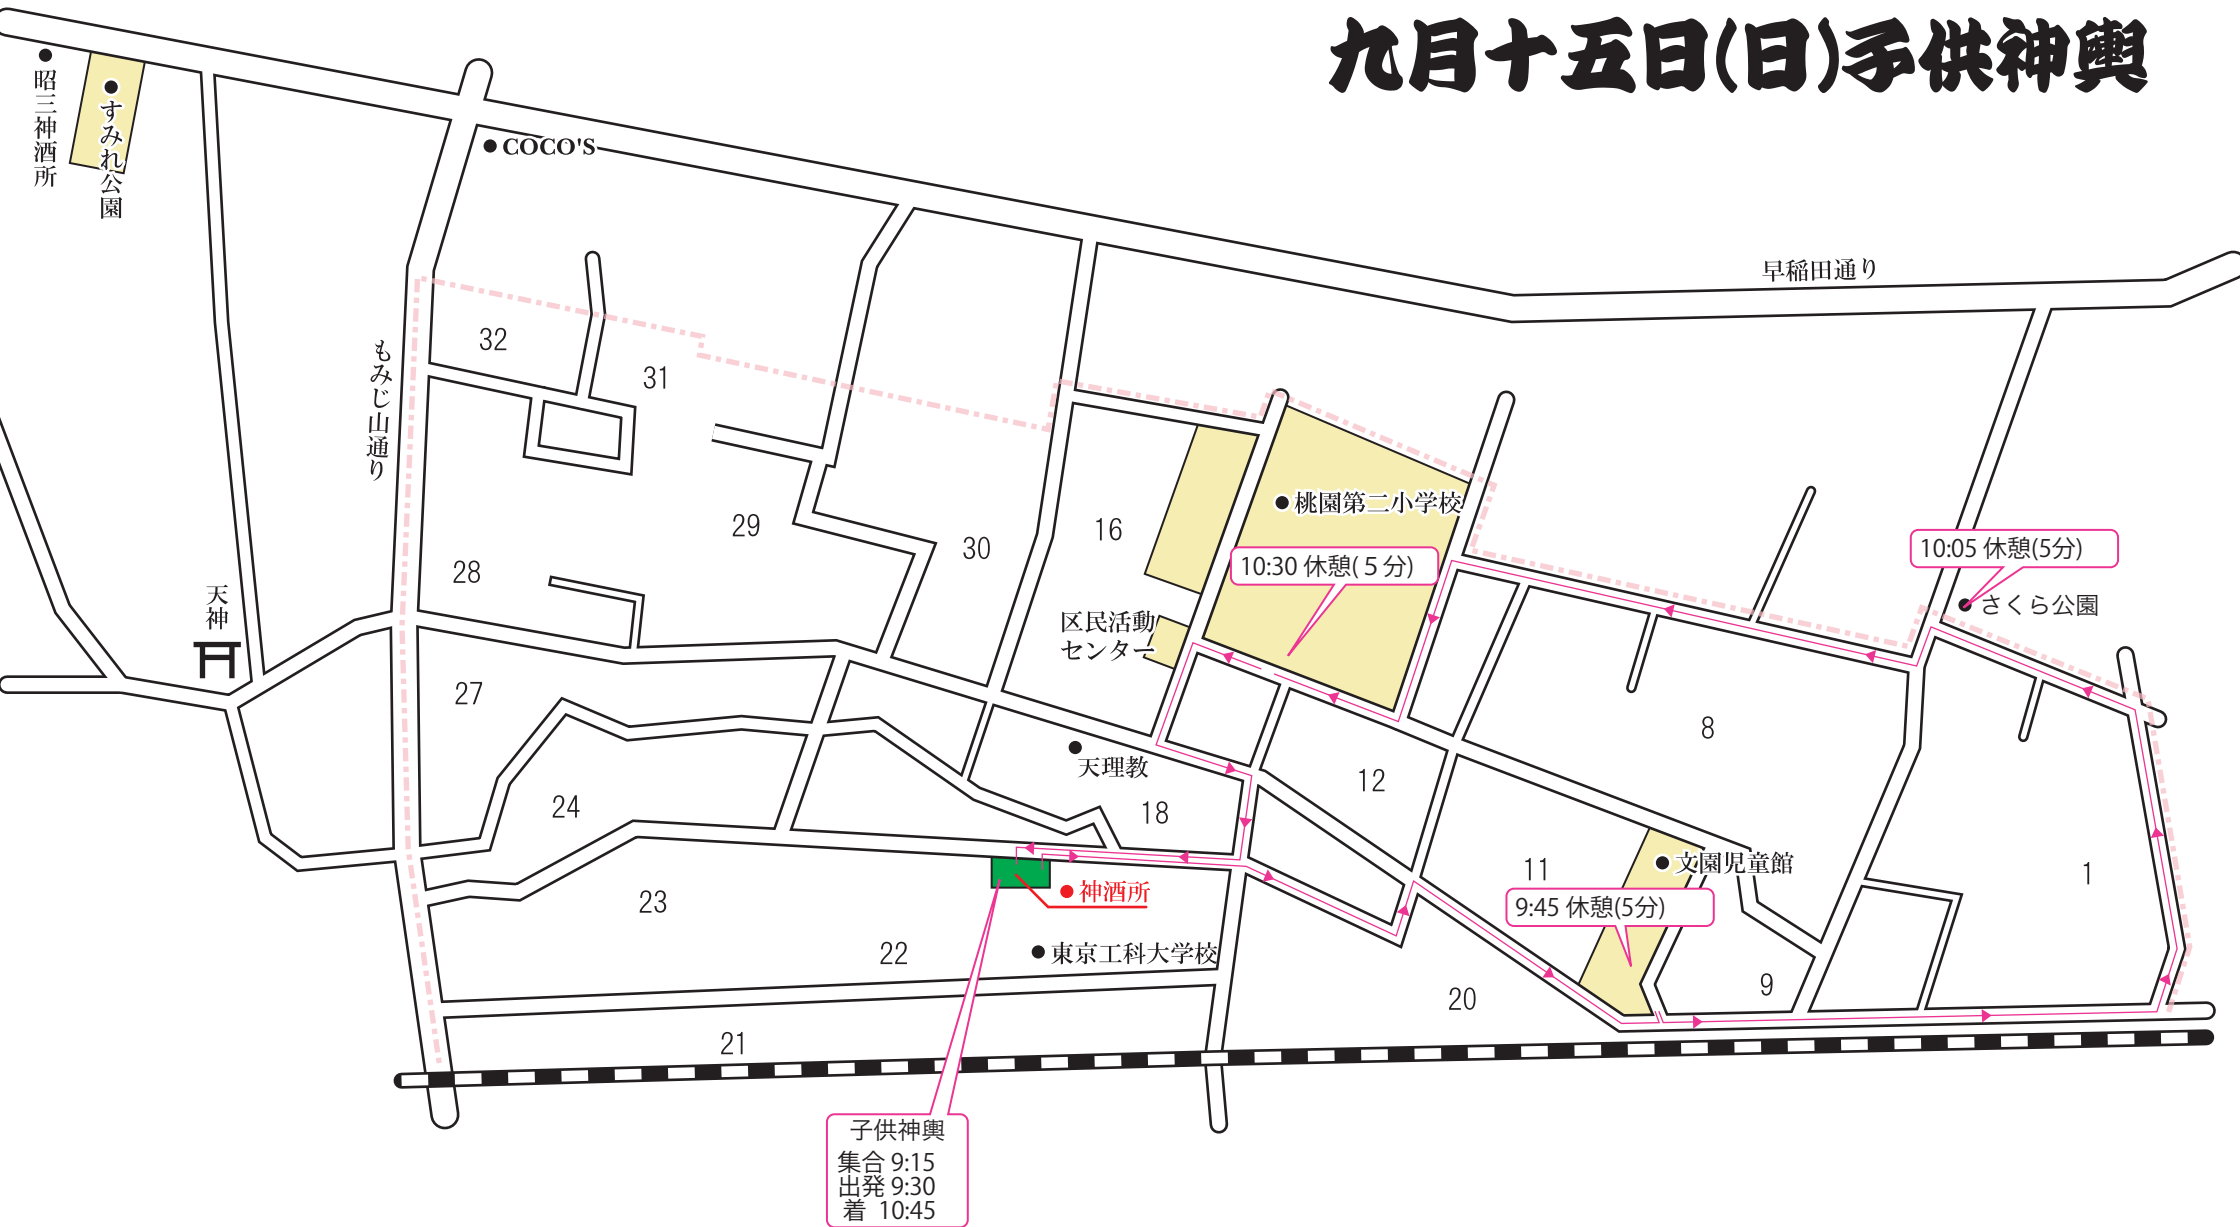 九月十五日(日)子供神輿
昭三神酒所
すみれ公園
COCO'S
早稲田通り
もみじ山通り
32
31
桃園第二小学校
16
29
30
10:05 休憩(5分)
さくら公園
10:30 休憩(５分)
28
天神
区民活動
センター
27
8
天理教
12
24
18
文園児童館
11
1
神酒所
23
9:45 休憩(5分)
22
東京工科大学校
9
20
21
子供神輿
集合 9:15
出発 9:30
着 10:45